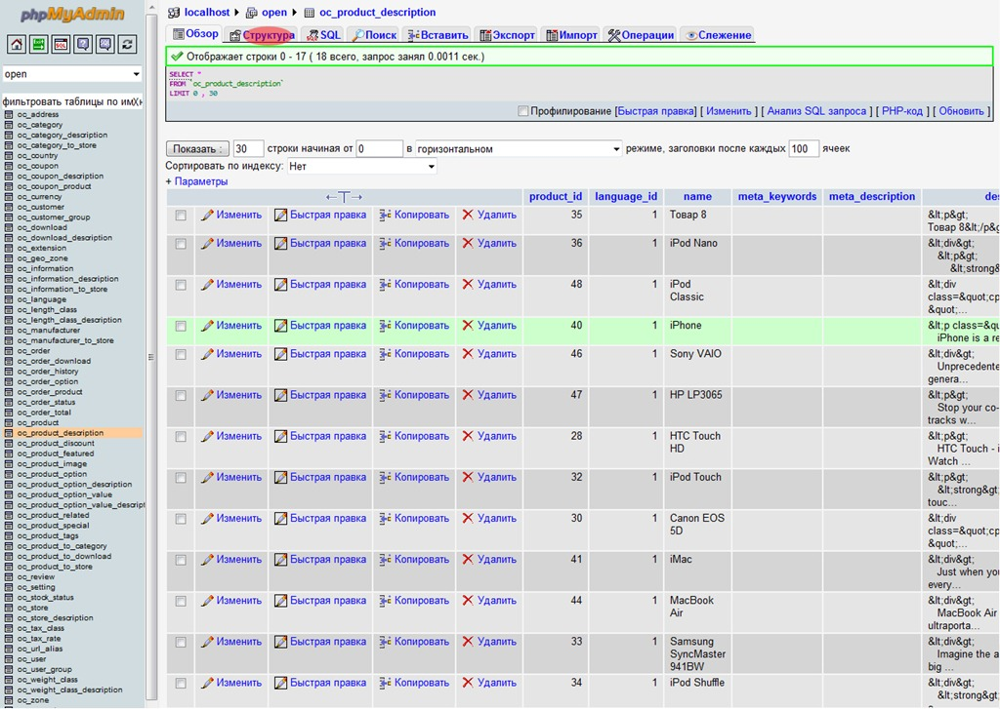 phpMyAdmin
open
фильтровать таблицы по им X
oc_address
oc_category
oc_category_description
oc_category_to_store
oc_country
oc_coupon
oc_coupon_description
oc_coupon_product
oc_currency
oc_customer
oc_customer_group
oc_download
oc_download_description
oc_extension
oc_geo_zone
oc_information
oc_information_description
oc_information_to_store
oc_language
oc_length_class
oc_length_class_description
oc_manufacturer
oc_manufacturer_to_store
oc_order
oc_order_download
oc_order_history
oc_order_option
oc_order_product
oc_order_status
oc_order_total
oc_product
oc_product_description
oc_product_discount
oc_product_featured
oc_product_image
oc_product_option
oc_product_option_description
oc_product_option_value
oc_product_option_value_descript
oc_product_related
oc_product_special
oc_product_tags
oc_product_to_category
oc_product_to_download
oc_product_to_store
oc_review
oc_setting
oc_stock_status
oc_store
oc_store_description
oc_tax_class
oc_tax_rate
oc_url_alias
oc_user
oc_user_group
oc_weight_class
oc_weight_class_description
oc_zone
localhost ▸ open ▸ oc_product_description
Обзор Структура SQL Поиск Вставить Экспорт Импорт Операции Слежение
Отображает строки 0 - 17 ( 18 всего, запрос занял 0.0011 сек.)
SELECT *
FROM `oc_product_description`
LIMIT 0 , 30
Профилирование [Быстрая правка] [ Изменить ] [ Анализ SQL запроса ] [ PHP-код ] [ Обновить ]
Показать : 30 строки начиная от 0 в горизонтальном режиме, заголовки после каждых 100 ячеек
Сортировать по индексу: Нет
+ Параметры
←T→ product_id language_id name meta_keywords meta_description des
Изменить Быстрая правка Копировать Удалить 35 1 Товар 8 &lt;p&gt;
Товар 8&lt;/p&g
Изменить Быстрая правка Копировать Удалить 36 1 iPod Nano &lt;div&gt;
&lt;p&gt;
&lt;strong&
Изменить Быстрая правка Копировать Удалить 48 1 iPod &lt;div
Classic class=&quot;cp
&quot;...
Изменить Быстрая правка Копировать Удалить 40 1 iPhone &lt;p class=&qu
iPhone is a re
Изменить Быстрая правка Копировать Удалить 46 1 Sony VAIO &lt;div&gt;
Unprecedente
genera...
Изменить Быстрая правка Копировать Удалить 47 1 HP LP3065 &lt;p&gt;
Stop your co-
tracks w...
Изменить Быстрая правка Копировать Удалить 28 1 HTC Touch &lt;p&gt;
HD HTC Touch - i
Watch ...
Изменить Быстрая правка Копировать Удалить 32 1 iPod Touch &lt;p&gt;
&lt;strong&gt;
touc...
Изменить Быстрая правка Копировать Удалить 30 1 Canon EOS &lt;div
5D class=&quot;cp
&quot;...
Изменить Быстрая правка Копировать Удалить 41 1 iMac &lt;div&gt;
Just when you
every...
Изменить Быстрая правка Копировать Удалить 44 1 MacBook &lt;div&gt;
Air MacBook Air
ultraporta...
Изменить Быстрая правка Копировать Удалить 33 1 Samsung &lt;div&gt;
SyncMaster Imagine the a
941BW big ...
Изменить Быстрая правка Копировать Удалить 34 1 iPod Shuffle &lt;div&gt;
&lt;strong&g